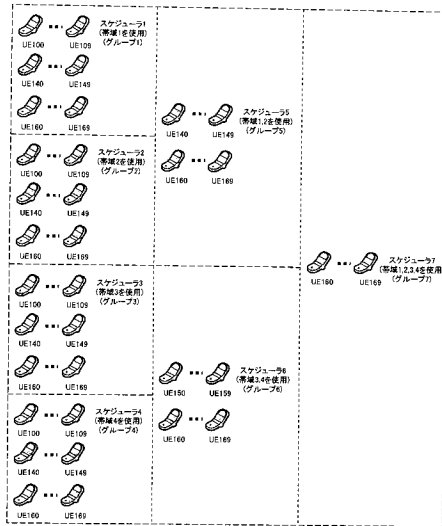 スケジューラ1
(帯域1を使用)
(グループ1)
UE100 UE109
UE140 UE149
UE160 UE169
スケジューラ2
(帯域2を使用)
(グループ2)
UE100 UE109
UE140 UE149
UE160 UE169
スケジューラ3
(帯域3を使用)
(グループ3)
UE100 UE109
UE140 UE149
UE160 UE169
スケジューラ4
(帯域4を使用)
(グループ4)
UE100 UE109
UE140 UE149
UE160 UE169
スケジューラ5
(帯域1,2を使用)
(グループ5)
UE140 UE149
UE160 UE169
スケジューラ6
(帯域3,4を使用)
(グループ6)
UE150 UE159
UE160 UE169
スケジューラ7
(帯域1,2,3,4を使用)
(グループ7)
UE160 UE169